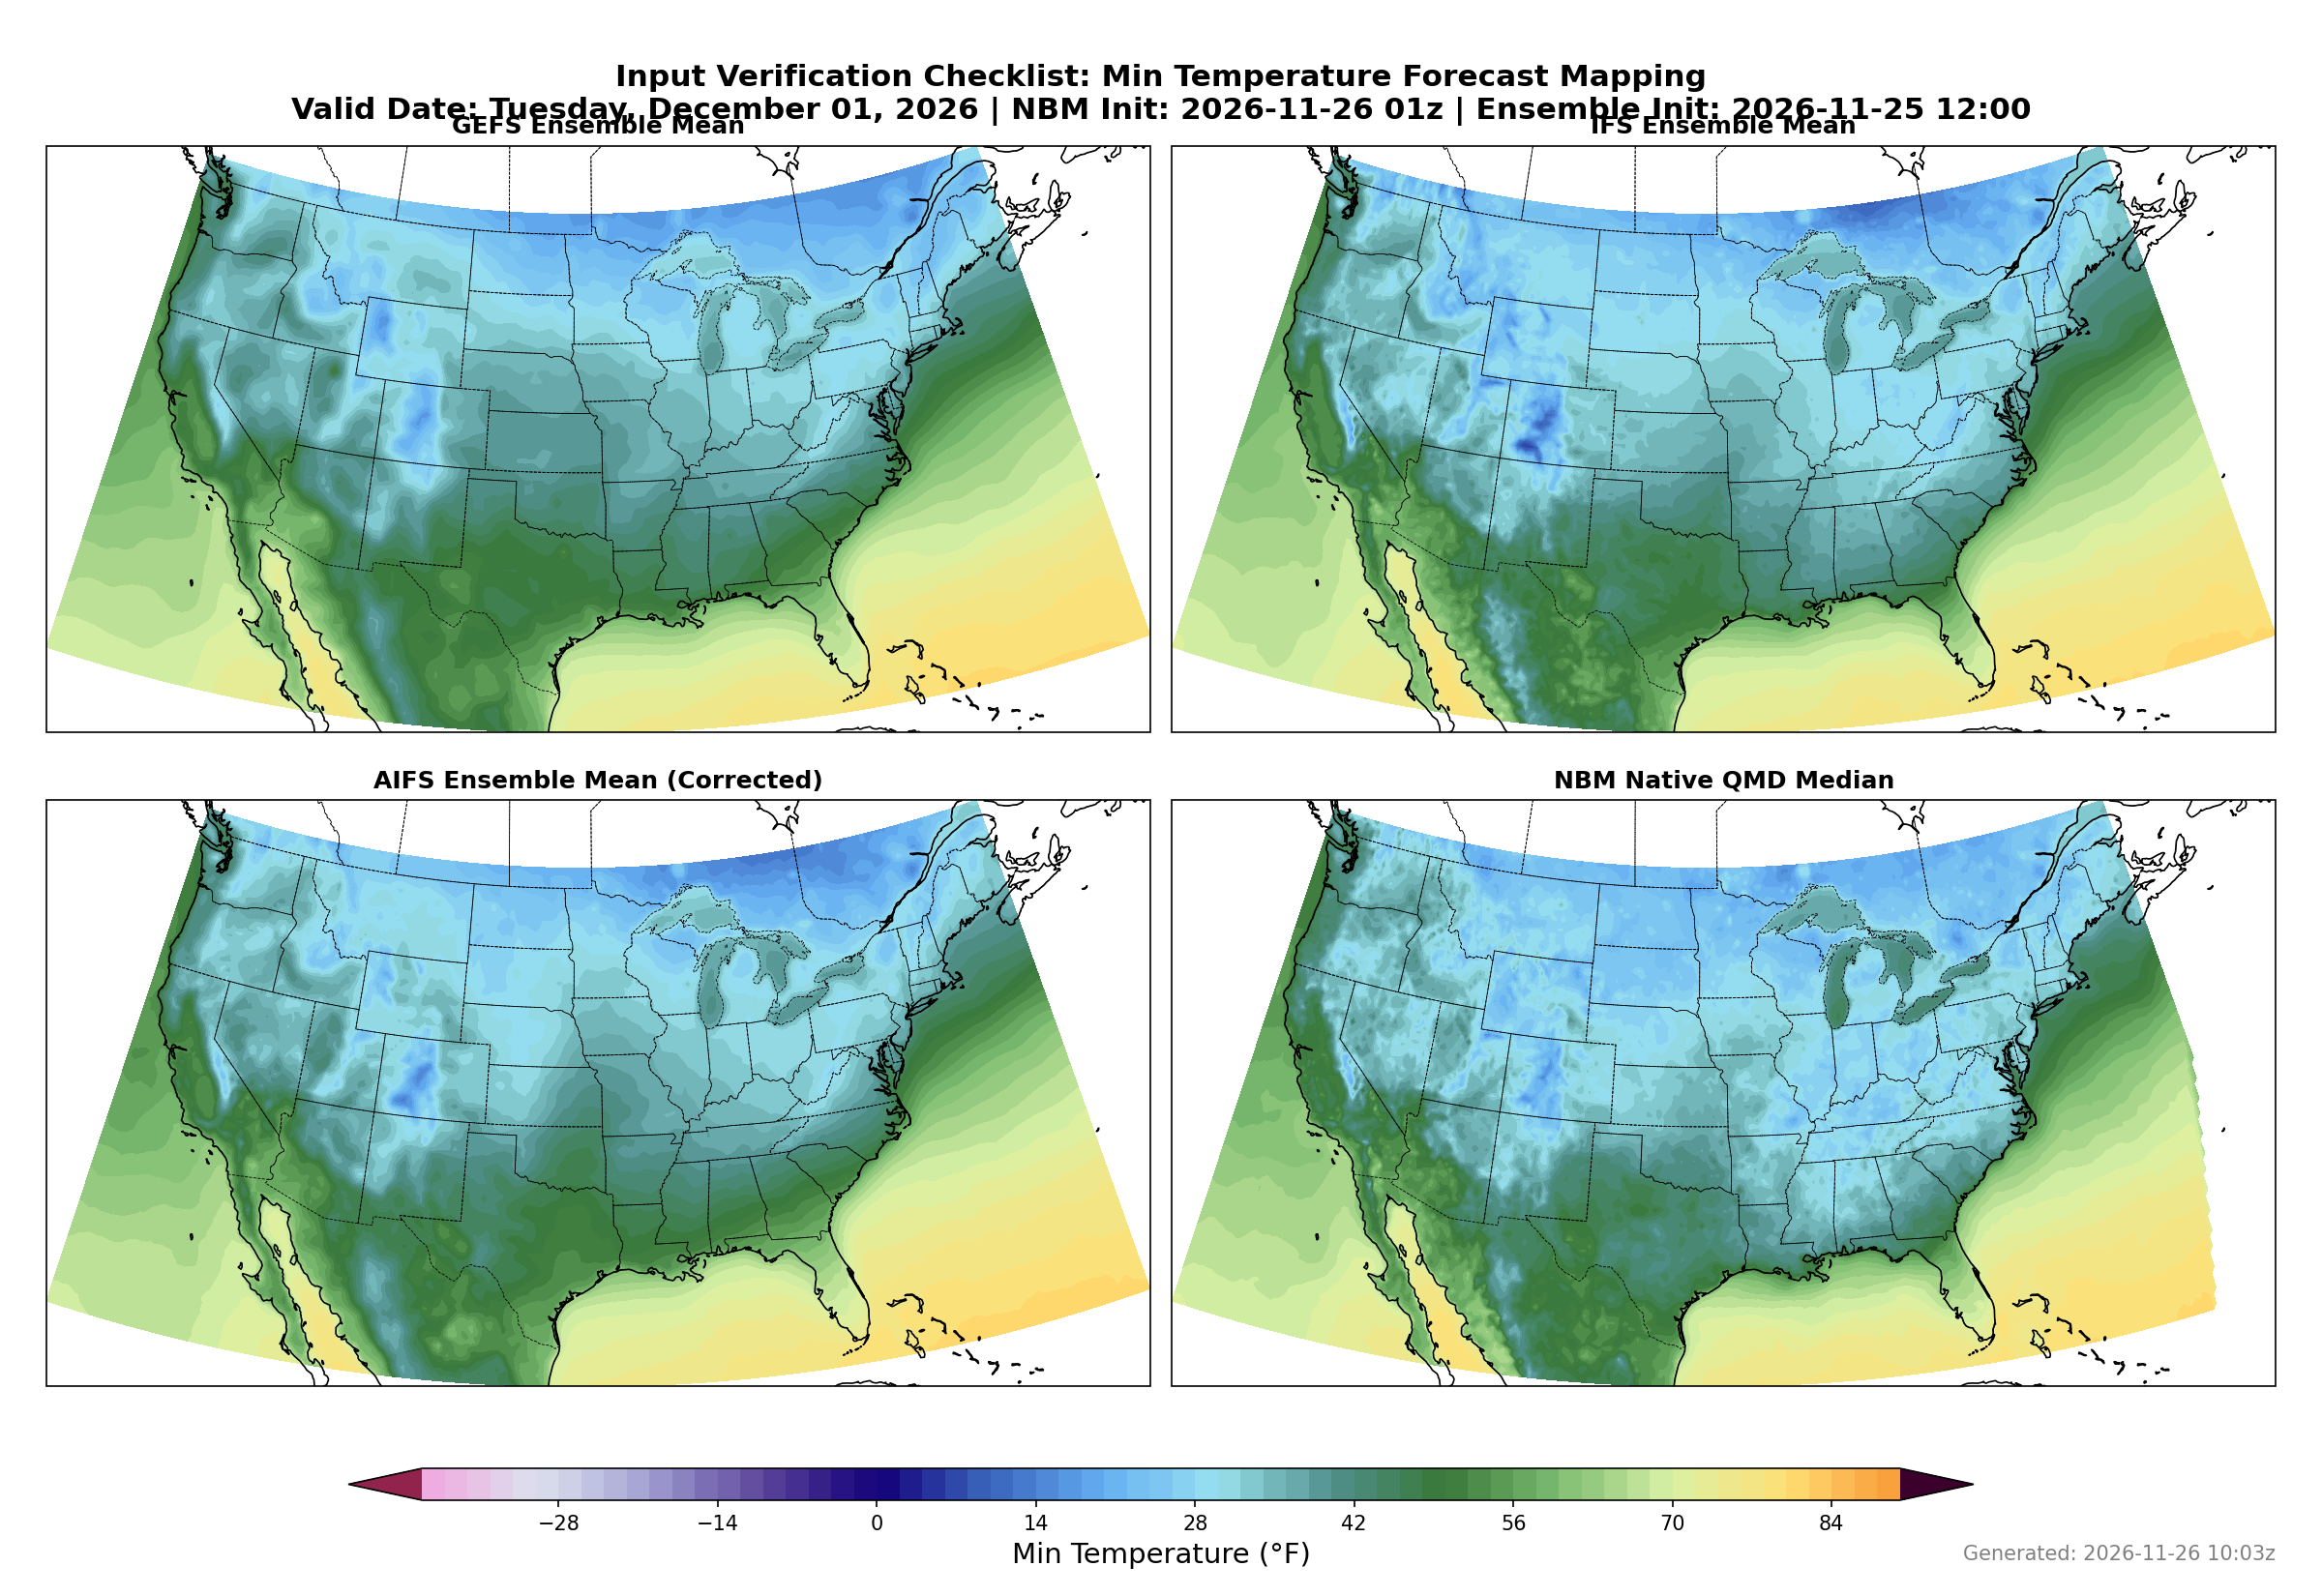 Input Verification Checklist: Min Temperature Forecast Mapping
Valid Date: Tuesday, December 01, 2026 | NBM Init: 2026-11-26 01z | Ensemble Init: 2026-11-25 12:00
GEFS Ensemble Mean
IFS Ensemble Mean
AIFS Ensemble Mean (Corrected)
NBM Native QMD Median
−28 −14 0 14 28 42 56 70 84
Min Temperature (°F)
Generated: 2026-11-26 10:03z